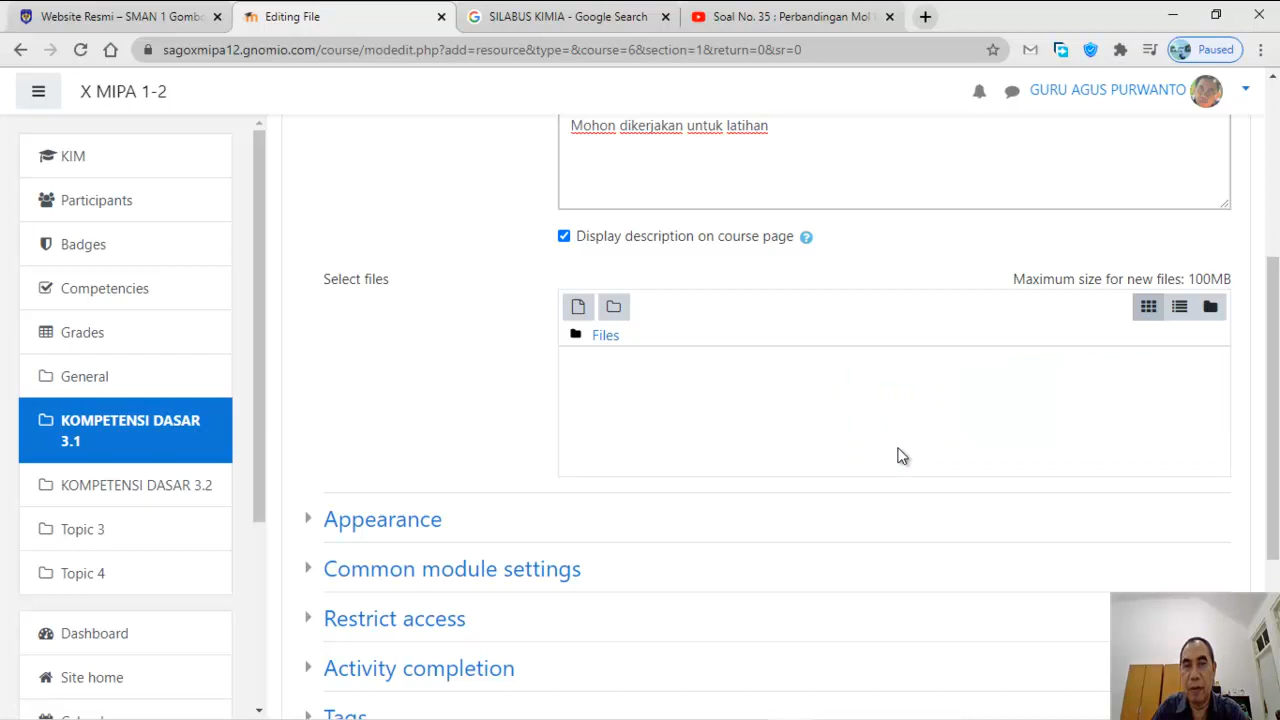 Website Resmi – SMAN 1 Gombo
Editing File
SILABUS KIMIA - Google Search
Soal No. 35 : Perbandingan Mol
sagoxmipa12.gnomio.com/course/modedit.php?add=resource&type=&course=6&section=1&return=0&sr=0
Paused
X MIPA 1-2
GURU AGUS PURWANTO
Mohon dikerjakan untuk latihan
KIM
Participants
Badges
Competencies
Grades
General
KOMPETENSI DASAR
3.1
KOMPETENSI DASAR 3.2
Topic 3
Topic 4
Dashboard
Site home
Display description on course page
Select files
Maximum size for new files: 100MB
Files
Appearance
Common module settings
Restrict access
Activity completion
Tags